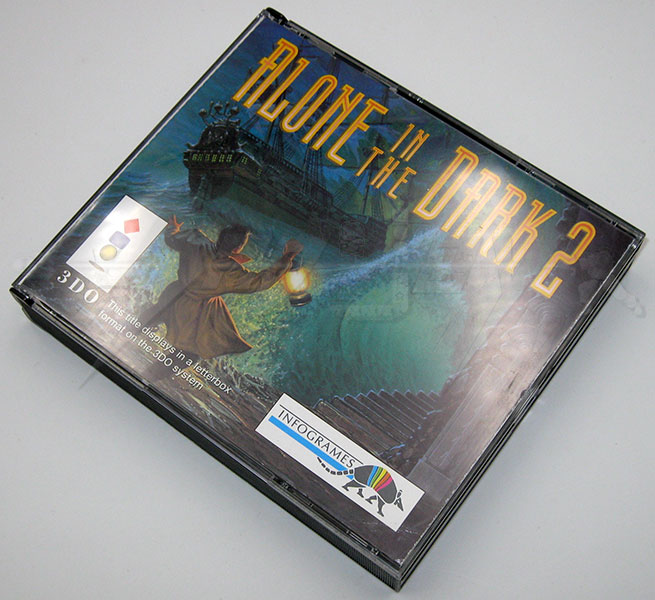 ALONE
IN
THE
DARK 2
3DO
This title displays in a letterbox
format on the 3DO system
INFOGRAMES